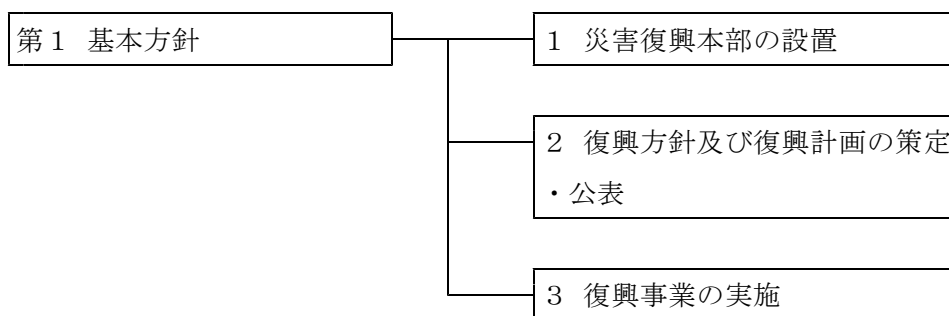 第１ 基本方針
１ 災害復興本部の設置
２ 復興方針及び復興計画の策定
・公表
３ 復興事業の実施